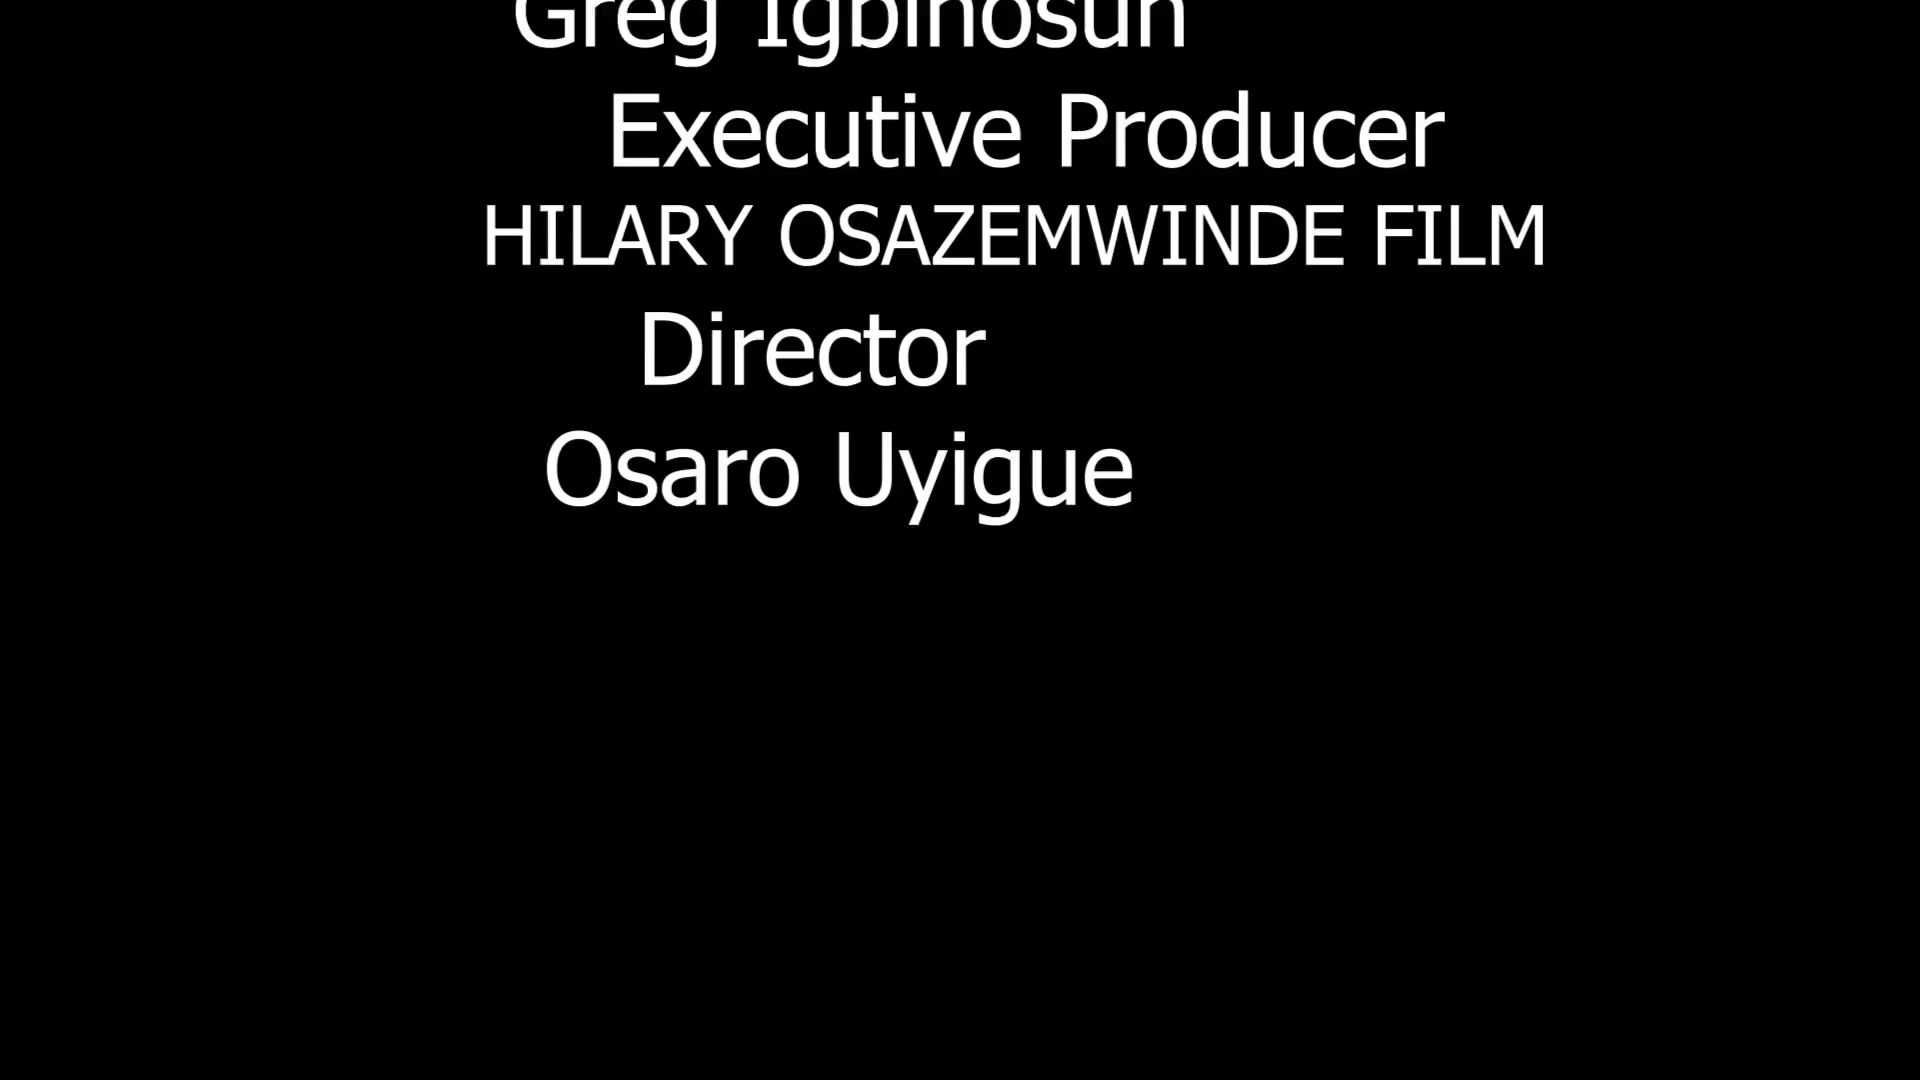 Greg Igbinosun
Executive Producer
HILARY OSAZEMWINDE FILM
Director
Osaro Uyigue